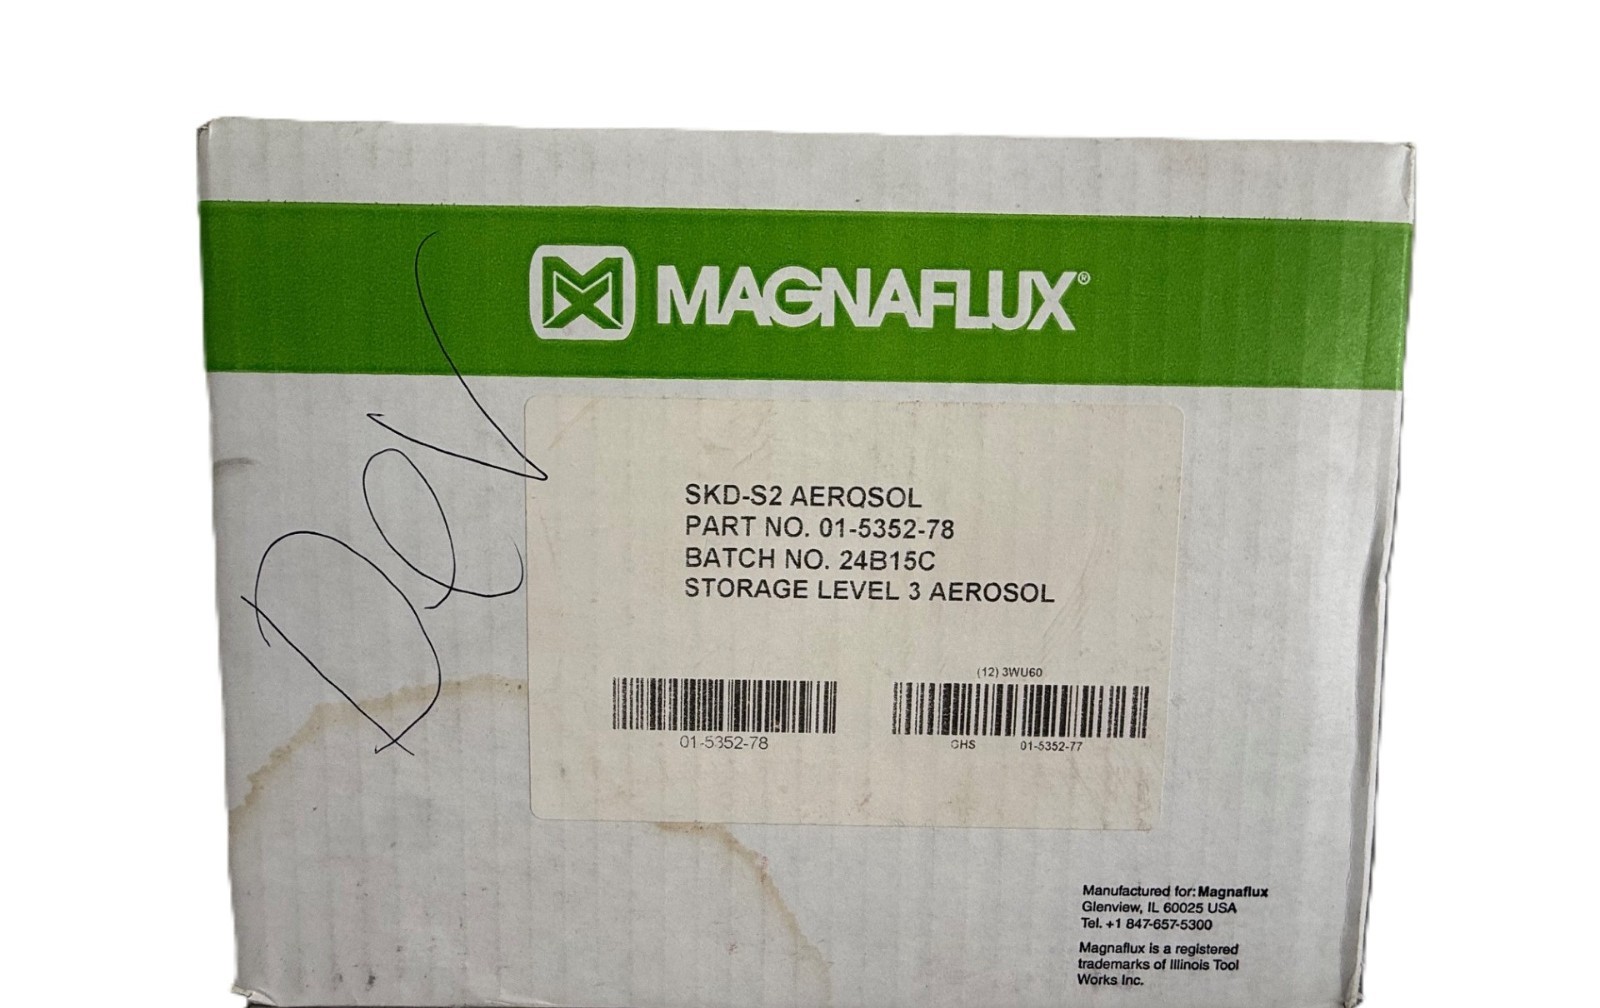 MAGNAFLUX®
Dev
SKD-S2 AEROSOL
PART NO. 01-5352-78
BATCH NO. 24B15C
STORAGE LEVEL 3 AEROSOL
01-5352-78
(12) 3WU60
GHS 01-5352-77
Manufactured for: Magnaflux
Glenview, IL 60025 USA
Tel. +1 847-657-5300
Magnaflux is a registered
trademarks of Illinois Tool
Works Inc.